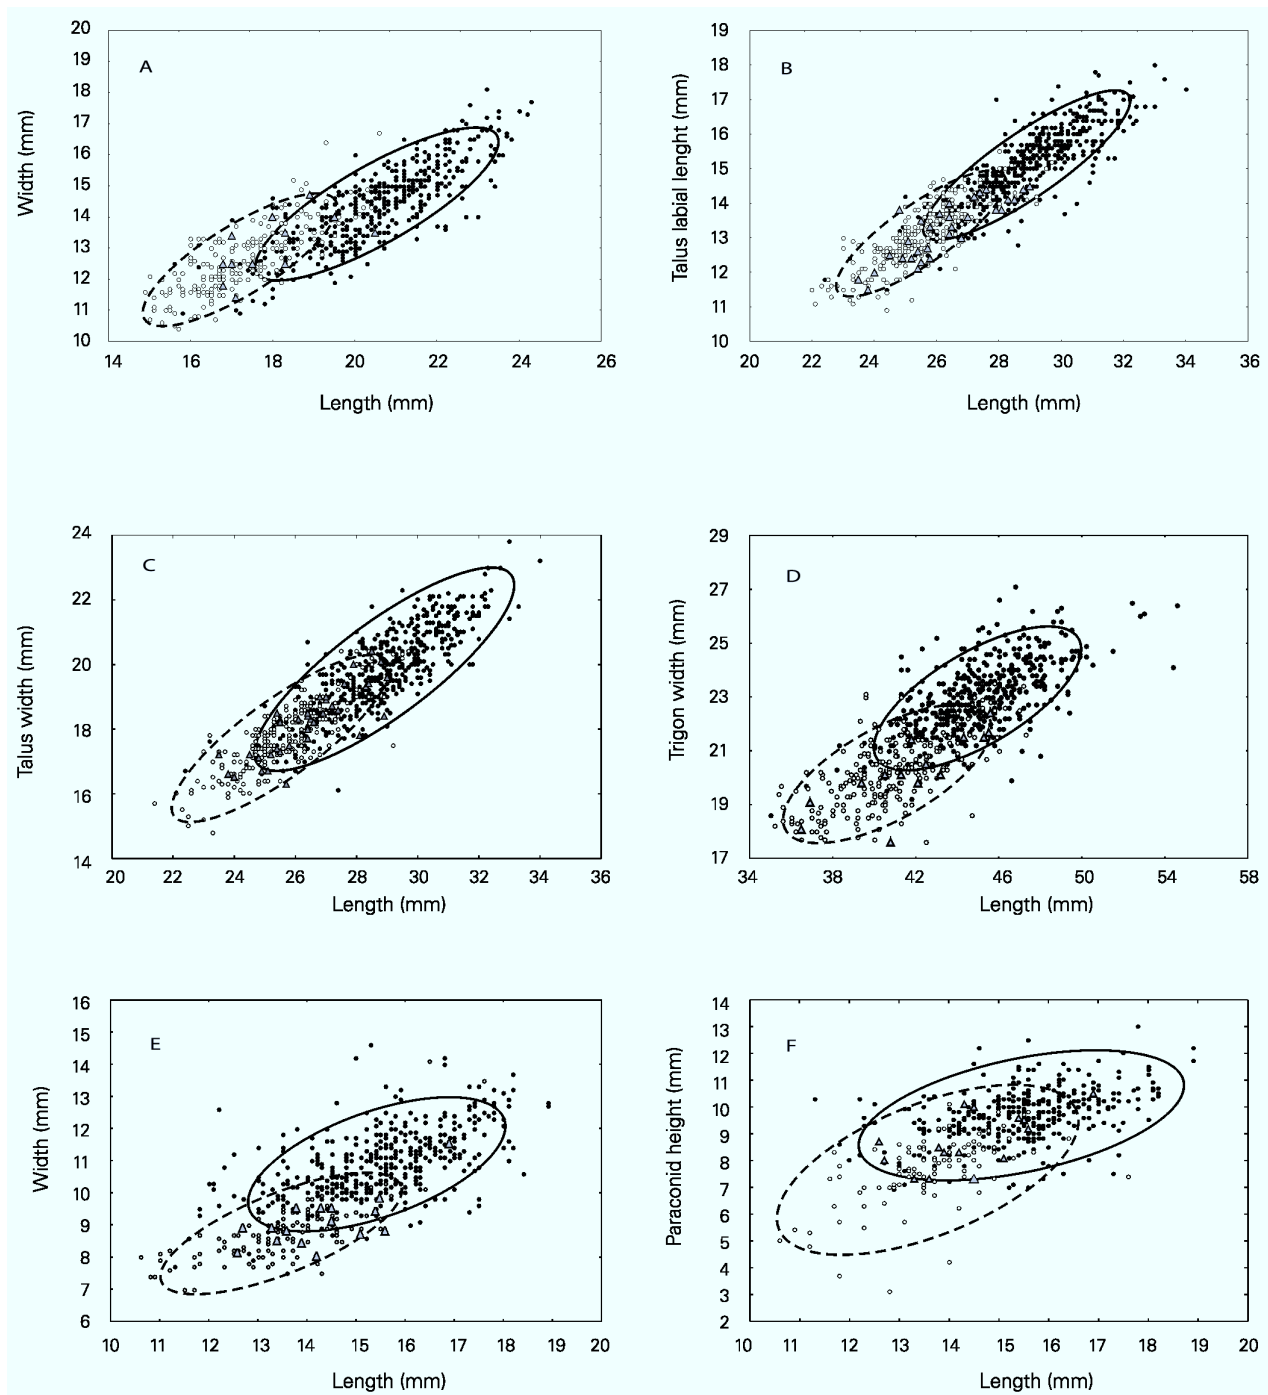 A
Width (mm)
20
19
18
17
16
15
14
13
12
11
10
14 16 18 20 22 24 26
Length (mm)
B
Talus labial lenght (mm)
19
18
17
16
15
14
13
12
11
10
20 22 24 26 28 30 32 34 36
Length (mm)
C
Talus width (mm)
24
22
20
18
16
14
20 22 24 26 28 30 32 34 36
Length (mm)
D
Trigon width (mm)
29
27
25
23
21
19
17
34 38 42 46 50 54 58
Length (mm)
E
Width (mm)
16
15
14
13
12
11
10
9
8
7
6
10 11 12 13 14 15 16 17 18 19 20
Length (mm)
F
Paraconid height (mm)
14
13
12
11
10
9
8
7
6
5
4
3
2
10 11 12 13 14 15 16 17 18 19 20
Length (mm)